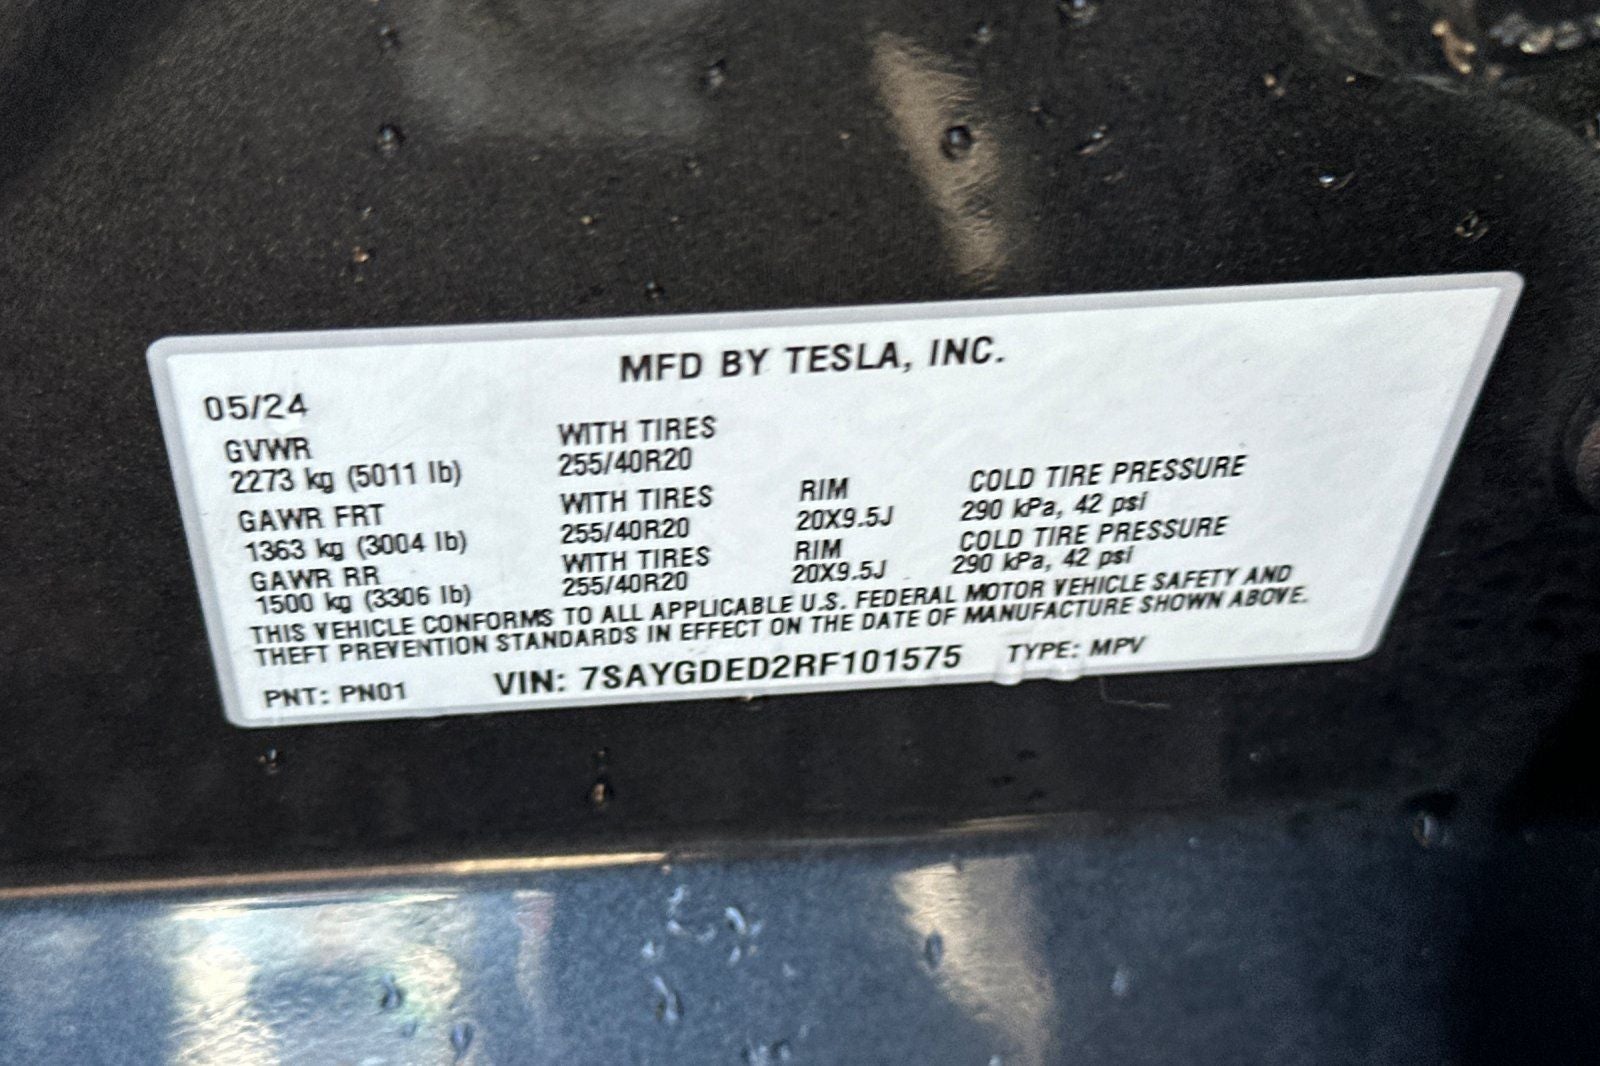 MFD BY TESLA, INC.
05/24
GVWR WITH TIRES
2273 kg (5011 lb) 255/40R20
GAWR FRT WITH TIRES RIM COLD TIRE PRESSURE
1363 kg (3004 lb) 255/40R20 20X9.5J 290 kPa, 42 psi
GAWR RR WITH TIRES RIM COLD TIRE PRESSURE
1500 kg (3306 lb) 255/40R20 20X9.5J 290 kPa, 42 psi
THIS VEHICLE CONFORMS TO ALL APPLICABLE U.S. FEDERAL MOTOR VEHICLE SAFETY AND
THEFT PREVENTION STANDARDS IN EFFECT ON THE DATE OF MANUFACTURE SHOWN ABOVE.
PNT: PN01 VIN: 7SAYGDED2RF101575 TYPE: MPV